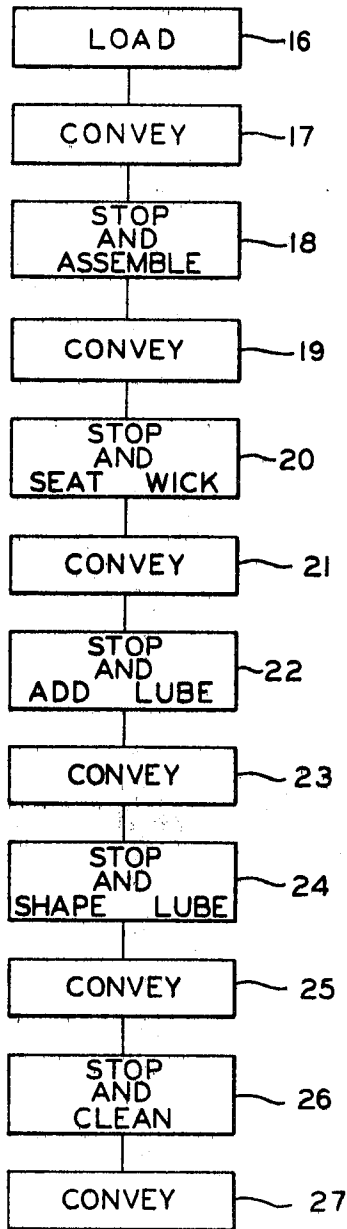 LOAD 16
CONVEY 17
STOP
AND
ASSEMBLE 18
CONVEY 19
STOP
AND
SEAT WICK 20
CONVEY 21
STOP
AND
ADD LUBE 22
CONVEY 23
STOP
AND
SHAPE LUBE 24
CONVEY 25
STOP
AND
CLEAN 26
CONVEY 27